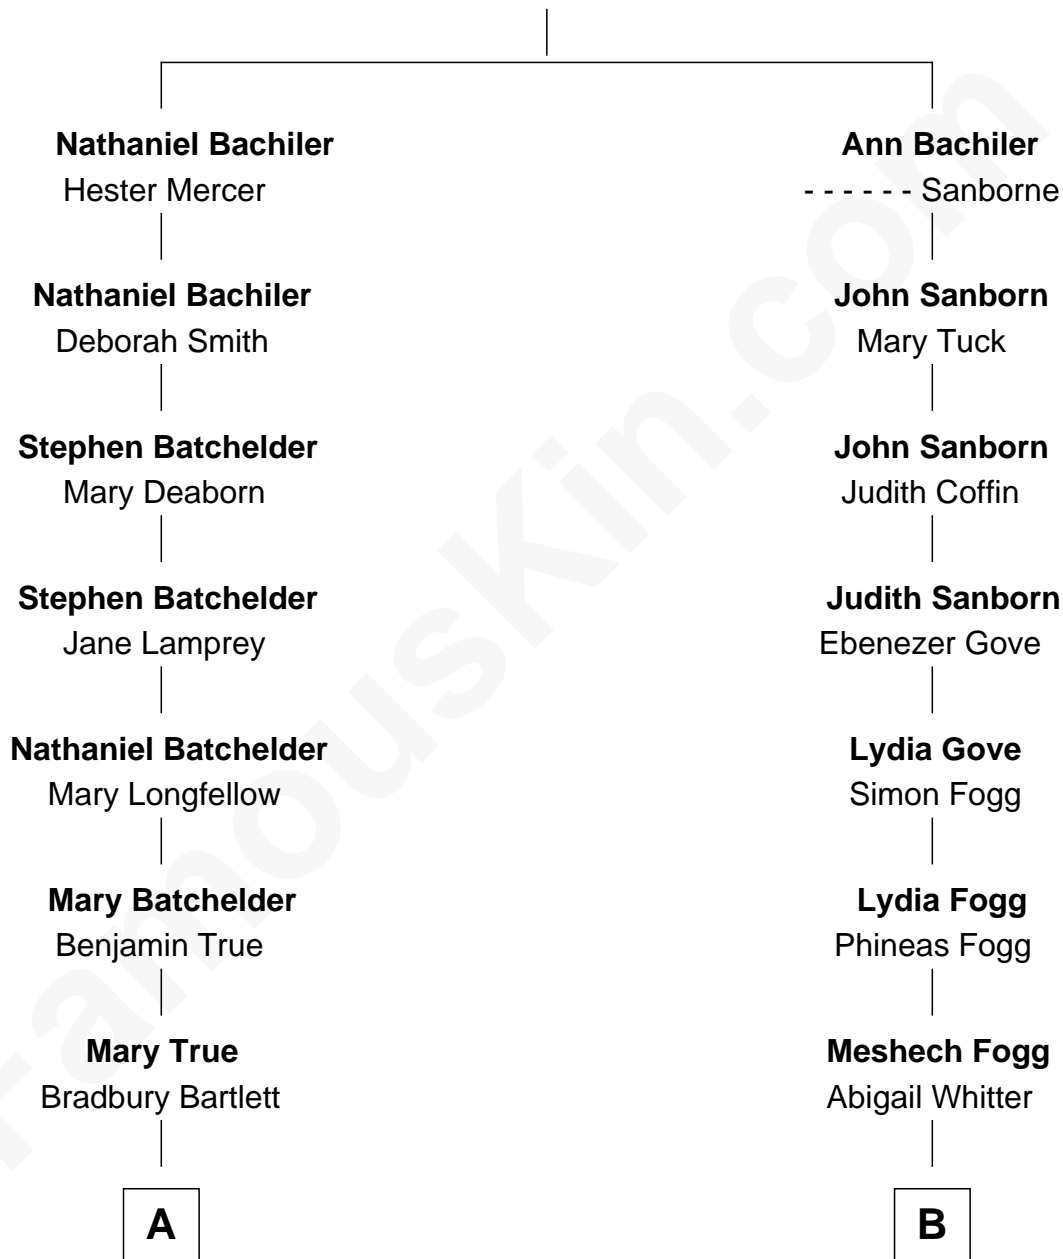 Nathaniel Bachiler
Hester Mercer
Ann Bachiler
- - - - - - Sanborne
Nathaniel Bachiler
Deborah Smith
John Sanborn
Mary Tuck
Stephen Batchelder
Mary Deaborn
John Sanborn
Judith Coffin
Stephen Batchelder
Jane Lamprey
Judith Sanborn
Ebenezer Gove
Nathaniel Batchelder
Mary Longfellow
Lydia Gove
Simon Fogg
Mary Batchelder
Benjamin True
Lydia Fogg
Phineas Fogg
Mary True
Bradbury Bartlett
Meshech Fogg
Abigail Whitter
A
B
FamousKin.com